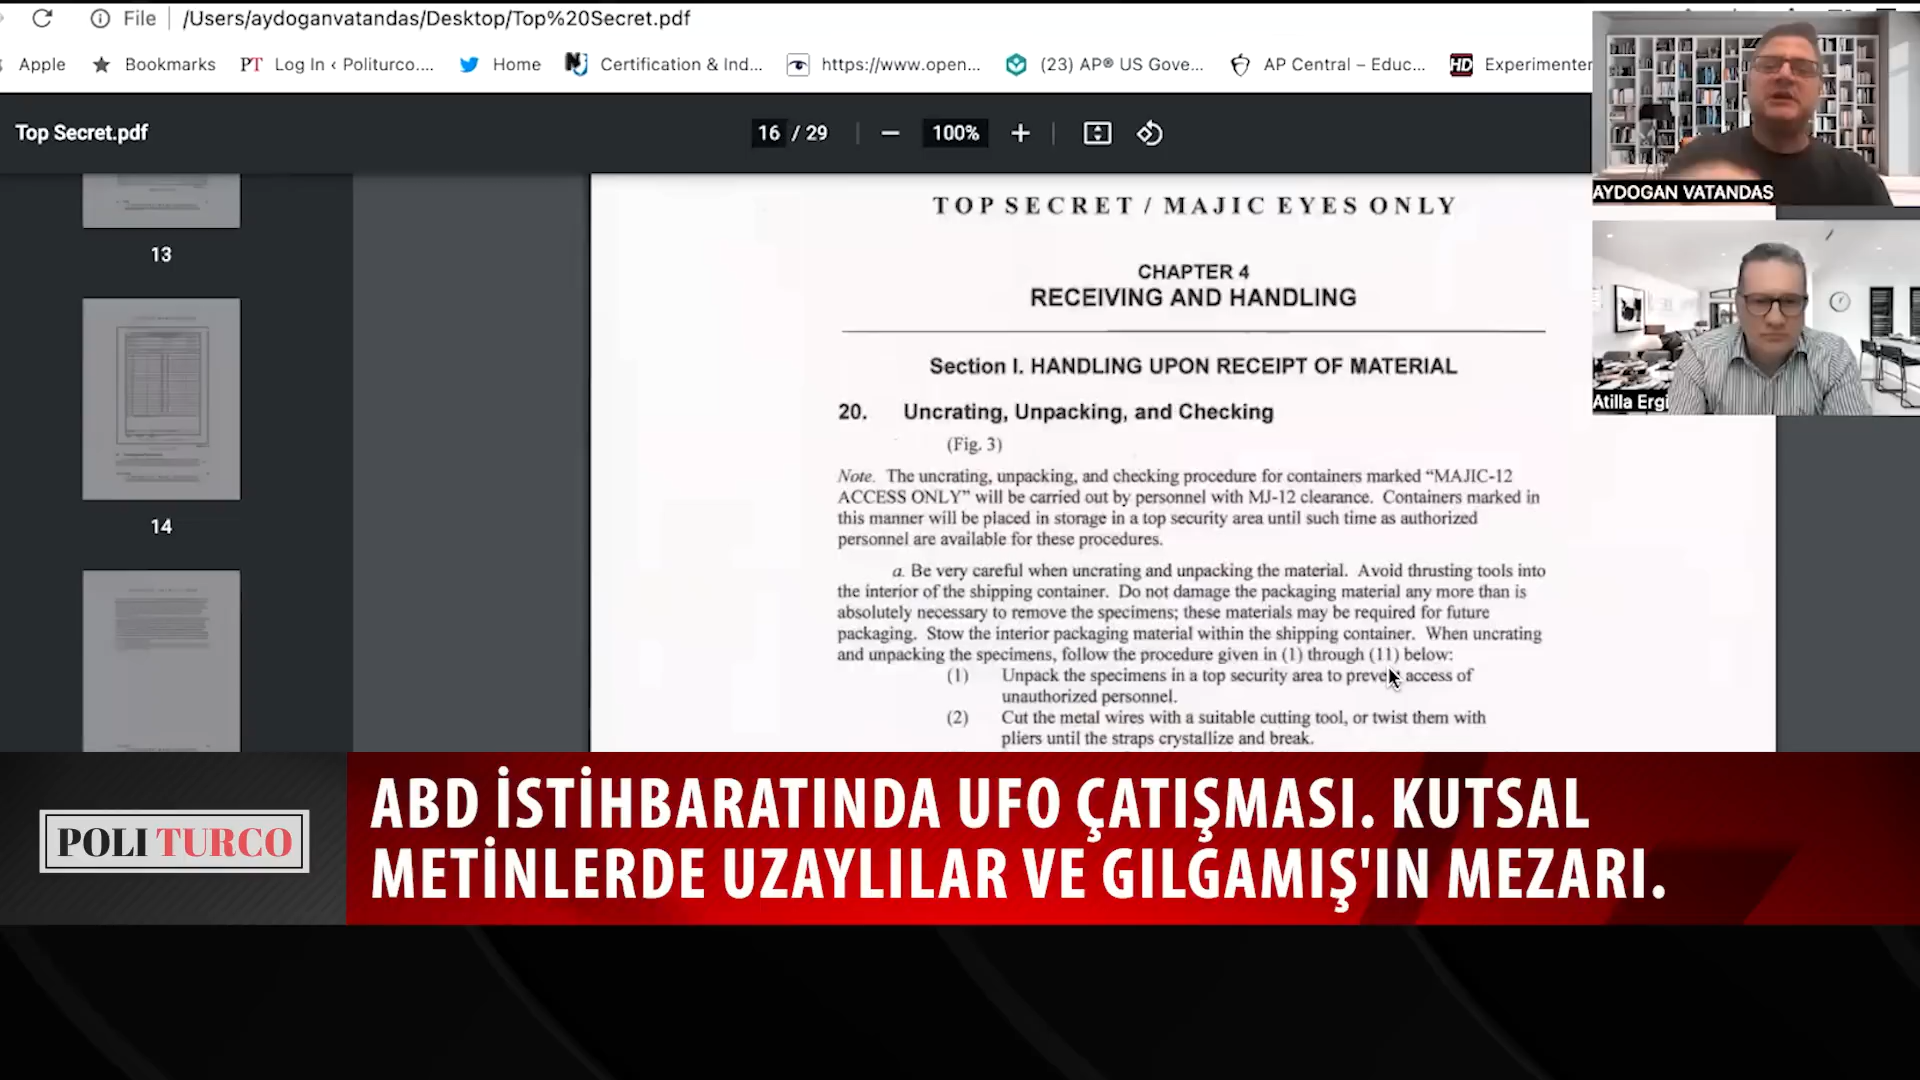 File
/Users/aydoganvatandas/Desktop/Top%20Secret.pdf
Apple
Bookmarks
PT Log In ‹ Politurco....
Home
Certification & Ind...
https://www.open...
(23) AP® US Gove...
AP Central – Educ...
HD Experimenter
Top Secret.pdf
16 / 29
100%
13
14
TOP SECRET / MAJIC EYES ONLY
CHAPTER 4
RECEIVING AND HANDLING
Section I. HANDLING UPON RECEIPT OF MATERIAL
20. Uncrating, Unpacking, and Checking
(Fig. 3)
Note. The uncrating, unpacking, and checking procedure for containers marked “MAJIC-12
ACCESS ONLY” will be carried out by personnel with MJ-12 clearance. Containers marked in
this manner will be placed in storage in a top security area until such time as authorized
personnel are available for these procedures.
a. Be very careful when uncrating and unpacking the material. Avoid thrusting tools into
the interior of the shipping container. Do not damage the packaging material any more than is
absolutely necessary to remove the specimens; these materials may be required for future
packaging. Stow the interior packaging material within the shipping container. When uncrating
and unpacking the specimens, follow the procedure given in (1) through (11) below:
(1) Unpack the specimens in a top security area to prevent access of
unauthorized personnel.
(2) Cut the metal wires with a suitable cutting tool, or twist them with
pliers until the straps crystallize and break.
AYDOGAN VATANDAS
Atilla Ergi
POLITURCO
ABD İSTİHBARATINDA UFO ÇATIŞMASI. KUTSAL
METİNLERDE UZAYLILAR VE GILGAMIŞ'IN MEZARI.